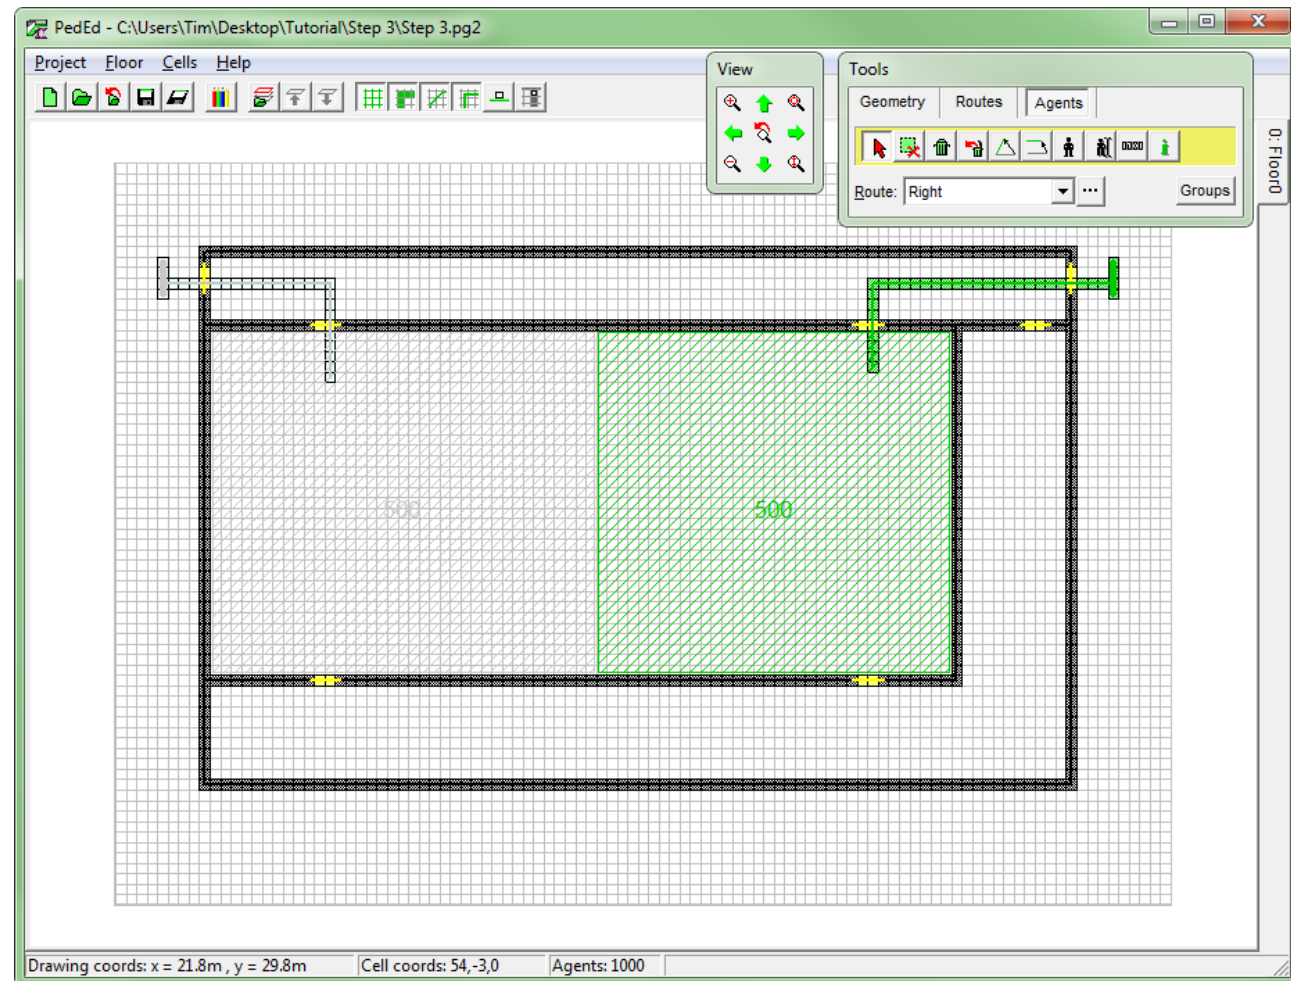 PedEd - C:\Users\Tim\Desktop\Tutorial\Step 3\Step 3.pg2
Project Floor Cells Help
View
Tools
Geometry Routes Agents
Route: Right ... Groups
0: Floor0
500 500
Drawing coords: x = 21.8m , y = 29.8m Cell coords: 54,-3,0 Agents: 1000